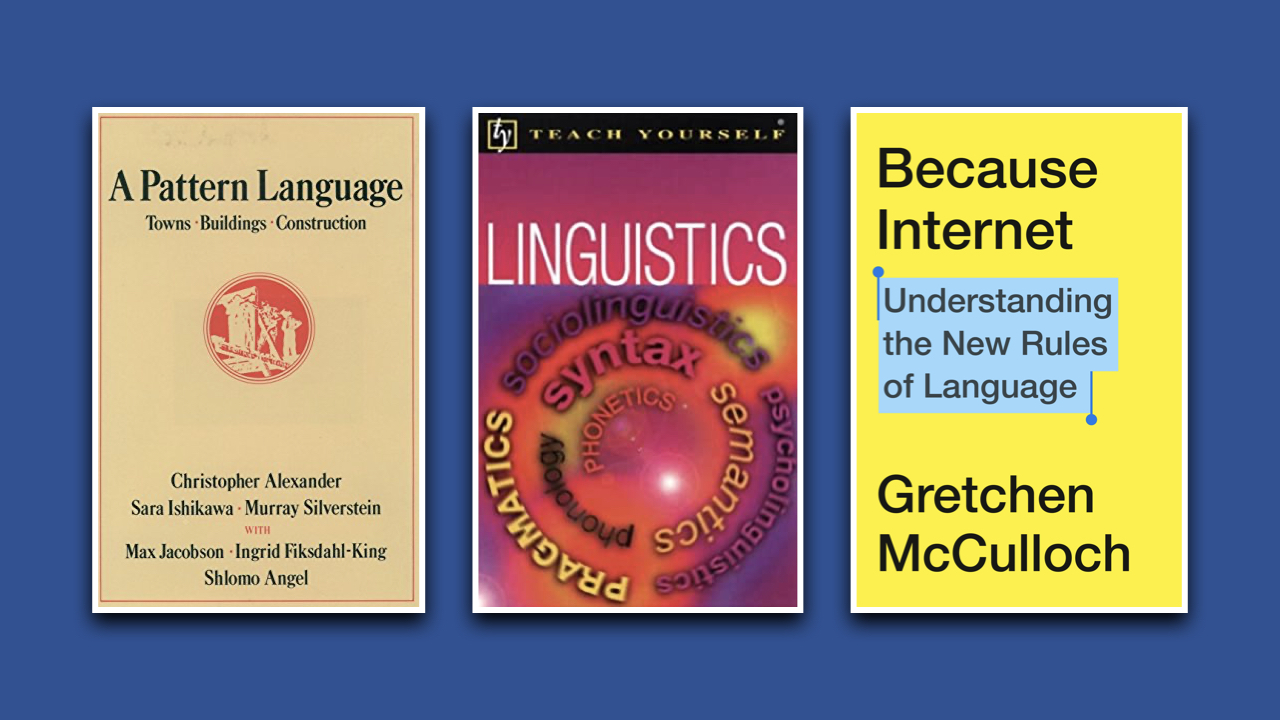 A Pattern Language
Towns · Buildings · Construction
Christopher Alexander
Sara Ishikawa · Murray Silverstein
WITH
Max Jacobson · Ingrid Fiksdahl-King
Shlomo Angel
ty TEACH YOURSELF
LINGUISTICS
sociolinguistics
syntax
PHONETICS
phonology
semantics
psycholinguistics
PRAGMATICS
Because
Internet
Understanding
the New Rules
of Language
Gretchen
McCulloch